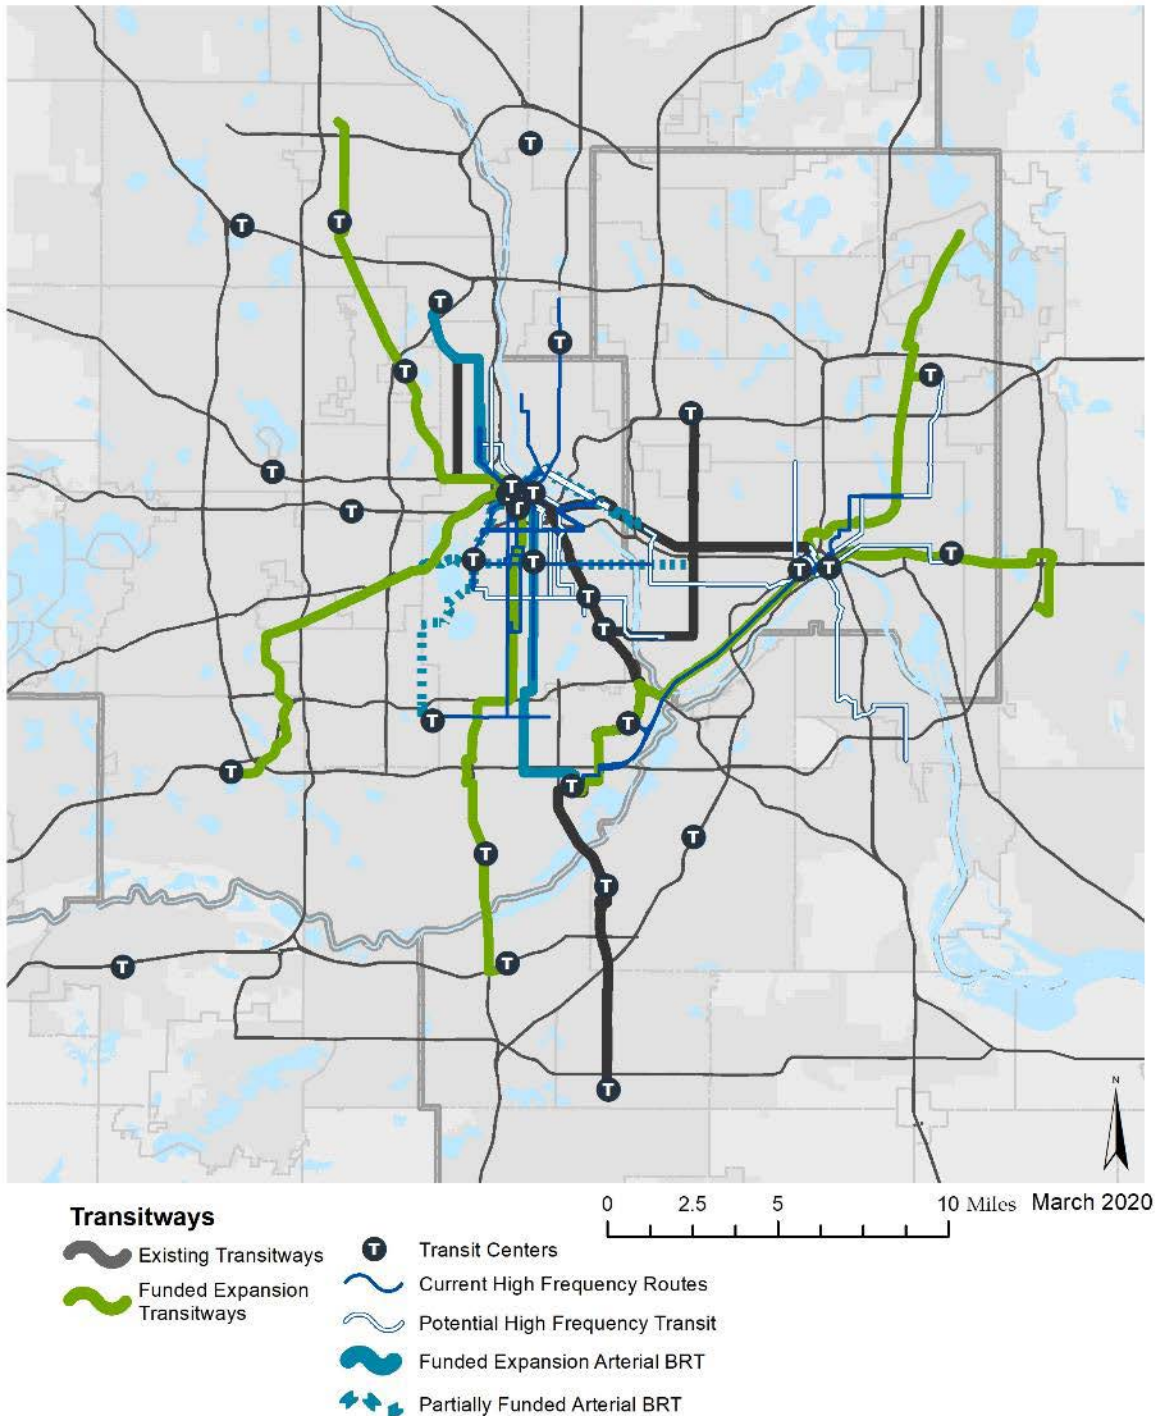 N
0 2.5 5 10 Miles March 2020
Transitways
Existing Transitways
Funded Expansion
Transitways
T Transit Centers
Current High Frequency Routes
Potential High Frequency Transit
Funded Expansion Arterial BRT
Partially Funded Arterial BRT